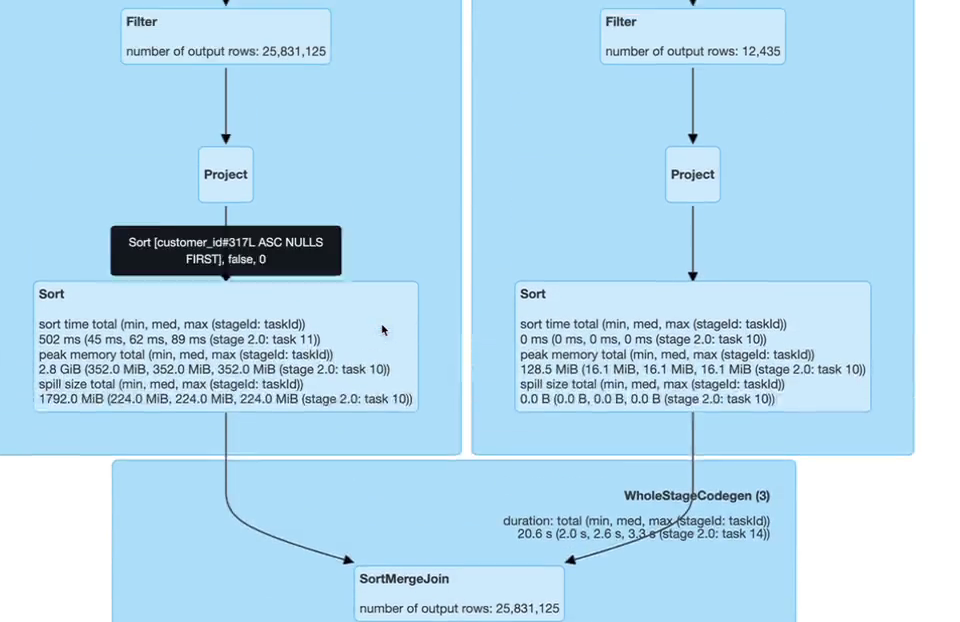 Filter
number of output rows: 25,831,125
Filter
number of output rows: 12,435
Project
Project
Sort [customer_id#317L ASC NULLS
FIRST], false, 0
Sort
sort time total (min, med, max (stageId: taskId))
502 ms (45 ms, 62 ms, 89 ms (stage 2.0: task 11))
peak memory total (min, med, max (stageId: taskId))
2.8 GiB (352.0 MiB, 352.0 MiB, 352.0 MiB (stage 2.0: task 10))
spill size total (min, med, max (stageId: taskId))
1792.0 MiB (224.0 MiB, 224.0 MiB, 224.0 MiB (stage 2.0: task 10))
Sort
sort time total (min, med, max (stageId: taskId))
0 ms (0 ms, 0 ms, 0 ms (stage 2.0: task 10))
peak memory total (min, med, max (stageId: taskId))
128.5 MiB (16.1 MiB, 16.1 MiB, 16.1 MiB (stage 2.0: task 10))
spill size total (min, med, max (stageId: taskId))
0.0 B (0.0 B, 0.0 B, 0.0 B (stage 2.0: task 10))
WholeStageCodegen (3)
duration: total (min, med, max (stageId: taskId))
20.6 s (2.0 s, 2.6 s, 3.3 s (stage 2.0: task 14))
SortMergeJoin
number of output rows: 25,831,125